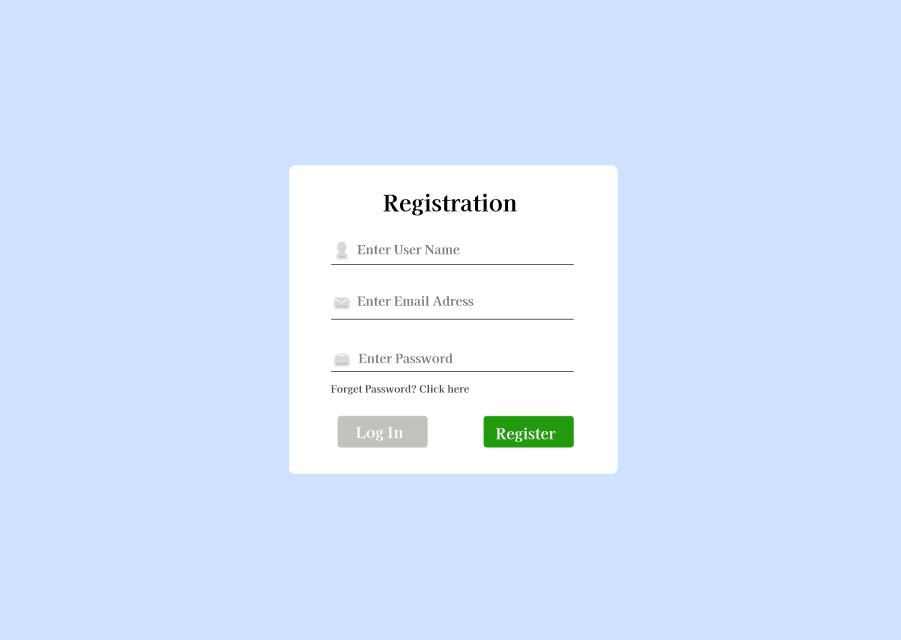 Registration
Enter User Name
Enter Email Adress
Enter Password
Forget Password? Click here
Log In
Register